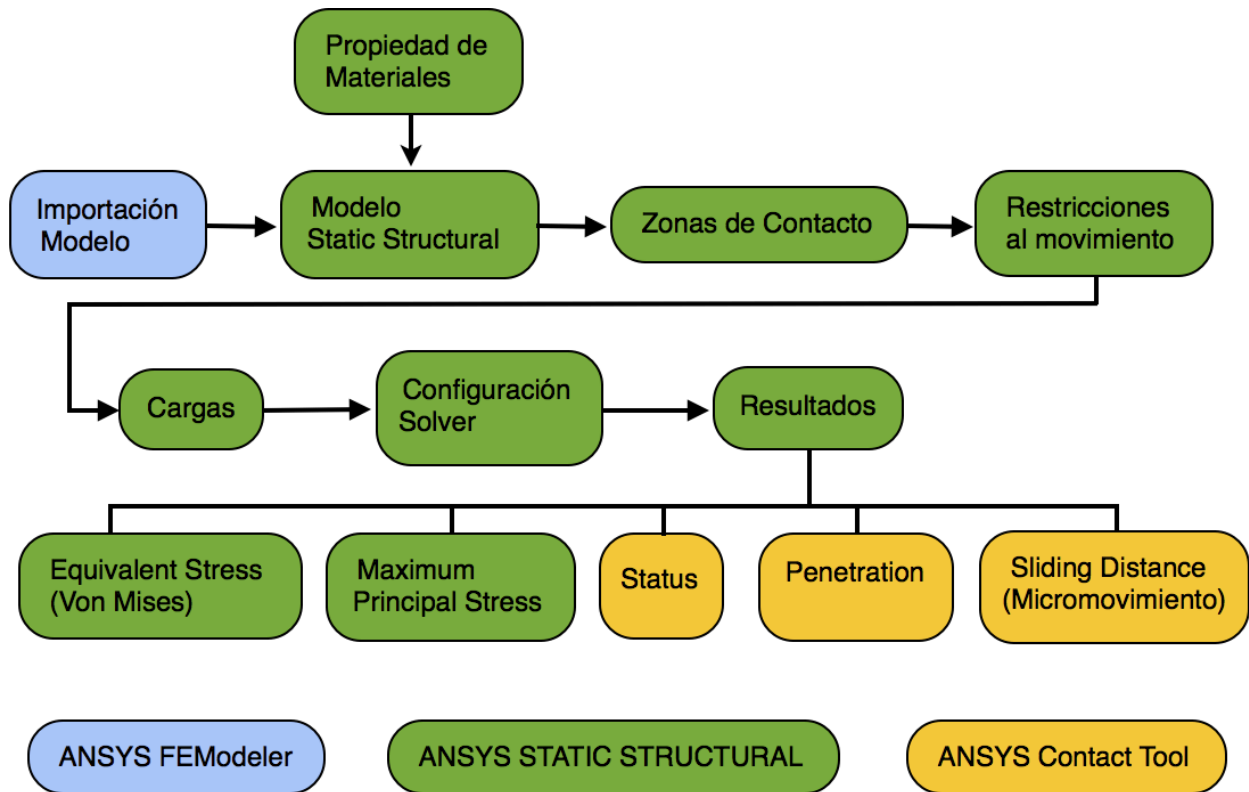 Propiedad de
Materiales
Importación
Modelo
Modelo
Static Structural
Zonas de Contacto
Restricciones
al movimiento
Cargas
Configuración
Solver
Resultados
Equivalent Stress
(Von Mises)
Maximum
Principal Stress
Status
Penetration
Sliding Distance
(Micromovimiento)
ANSYS FEModeler
ANSYS STATIC STRUCTURAL
ANSYS Contact Tool